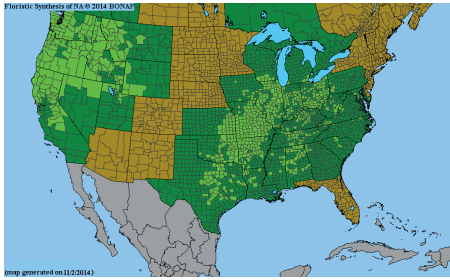 Floristic Synthesis of NA © 2014 BONAP
(map generated on 11/2/2014)